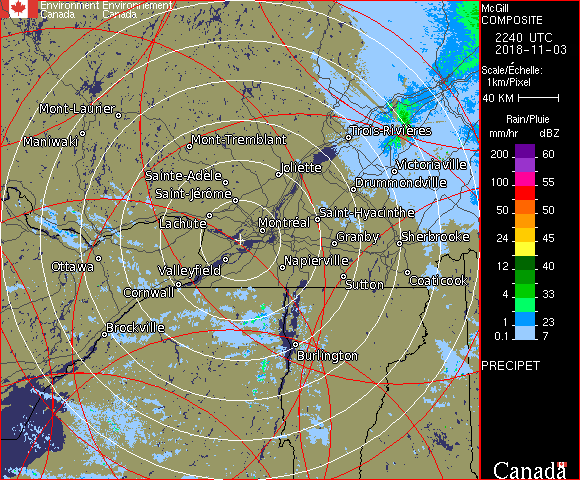 Environment Environnement
Canada Canada
McGill
COMPOSITE
2240 UTC
2018-11-03
Scale/Échelle:
1km/Pixel
40 KM
Rain/Pluie
mm/hr dBZ
200 60
100 55
50 50
24 45
12 40
4 33
1 23
0.1 7
PRECIPET
Canada
Mont-Laurier
Maniwaki
Mont-Tremblant
Trois-Rivières
Sainte-Adèle
Joliette
Victoriaville
Saint-Jérôme
Drummondville
Lachute
Saint-Hyacinthe
Montréal
Granby
Sherbrooke
Ottawa
Valleyfield
Napierville
Cornwall
Sutton
Coaticook
Brockville
Burlington